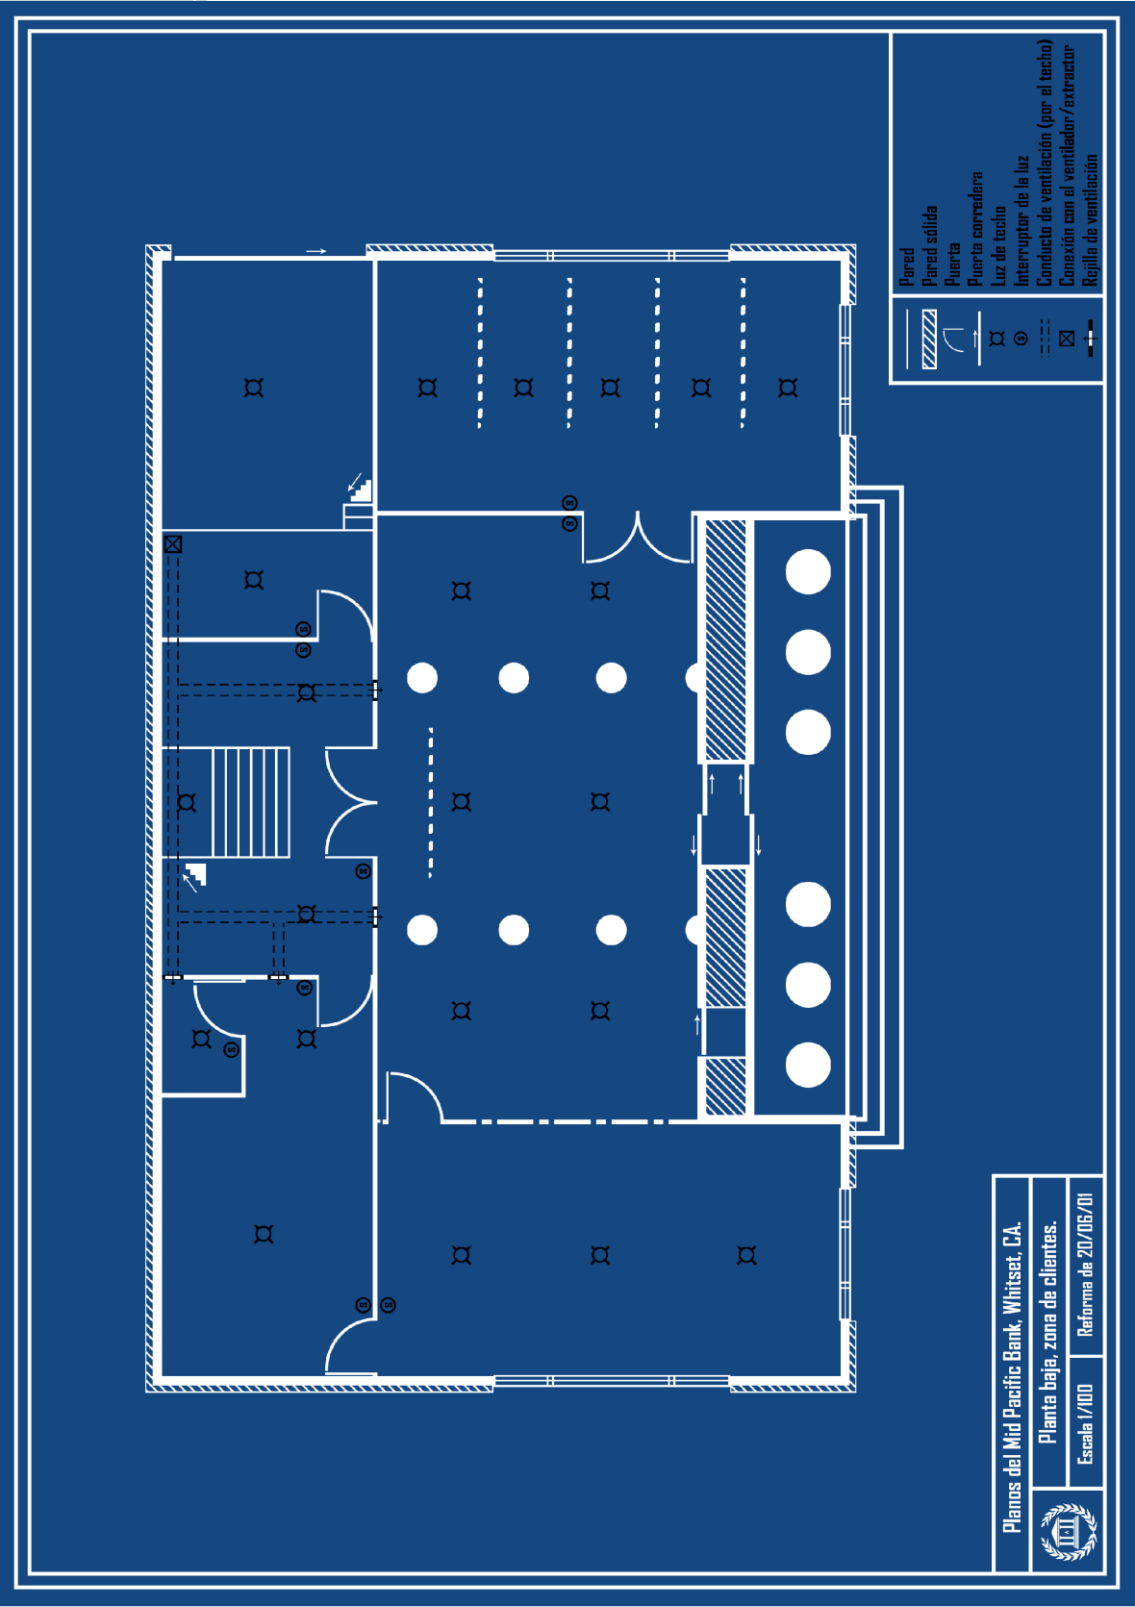 Pared
Pared sólida
Puerta
Puerta corredera
Luz de techo
Interruptor de la luz
Conducto de ventilación (por el techo)
Conexión con el ventilador/extractor
Rejilla de ventilación
S
S
S
S
S
S
S
S
S
S
Planos del Mid Pacific Bank, Whitset, CA.
Planta baja, zona de clientes.
Escala 1/100
Reforma de 20/06/01